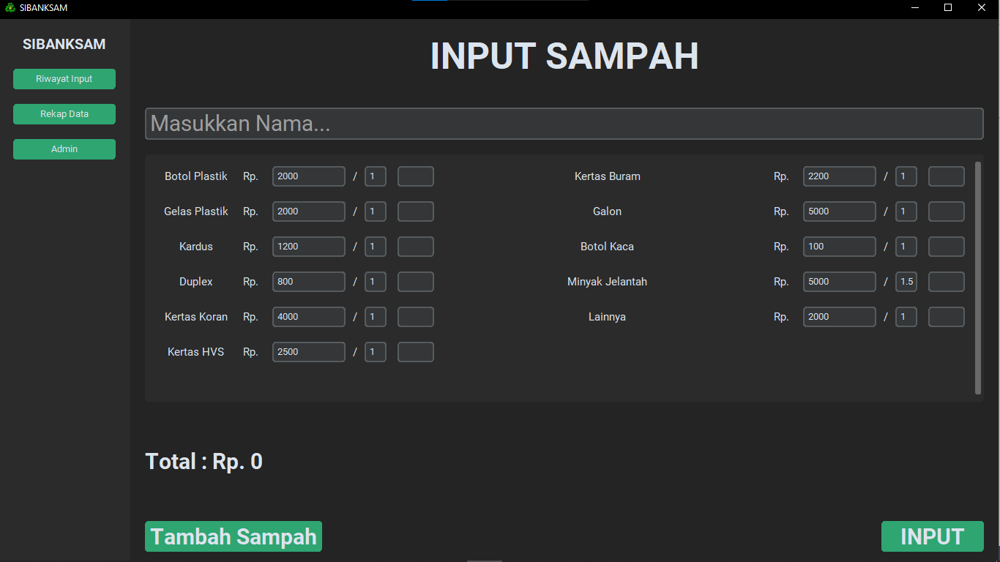 SIBANKSAM
SIBANKSAM
Riwayat Input
Rekap Data
Admin
INPUT SAMPAH
Masukkan Nama...
Botol Plastik Rp. 2000 / 1
Kertas Buram Rp. 2200 / 1
Gelas Plastik Rp. 2000 / 1
Galon Rp. 5000 / 1
Kardus Rp. 1200 / 1
Botol Kaca Rp. 100 / 1
Duplex Rp. 800 / 1
Minyak Jelantah Rp. 5000 / 1.5
Kertas Koran Rp. 4000 / 1
Lainnya Rp. 2000 / 1
Kertas HVS Rp. 2500 / 1
Total : Rp. 0
Tambah Sampah
INPUT